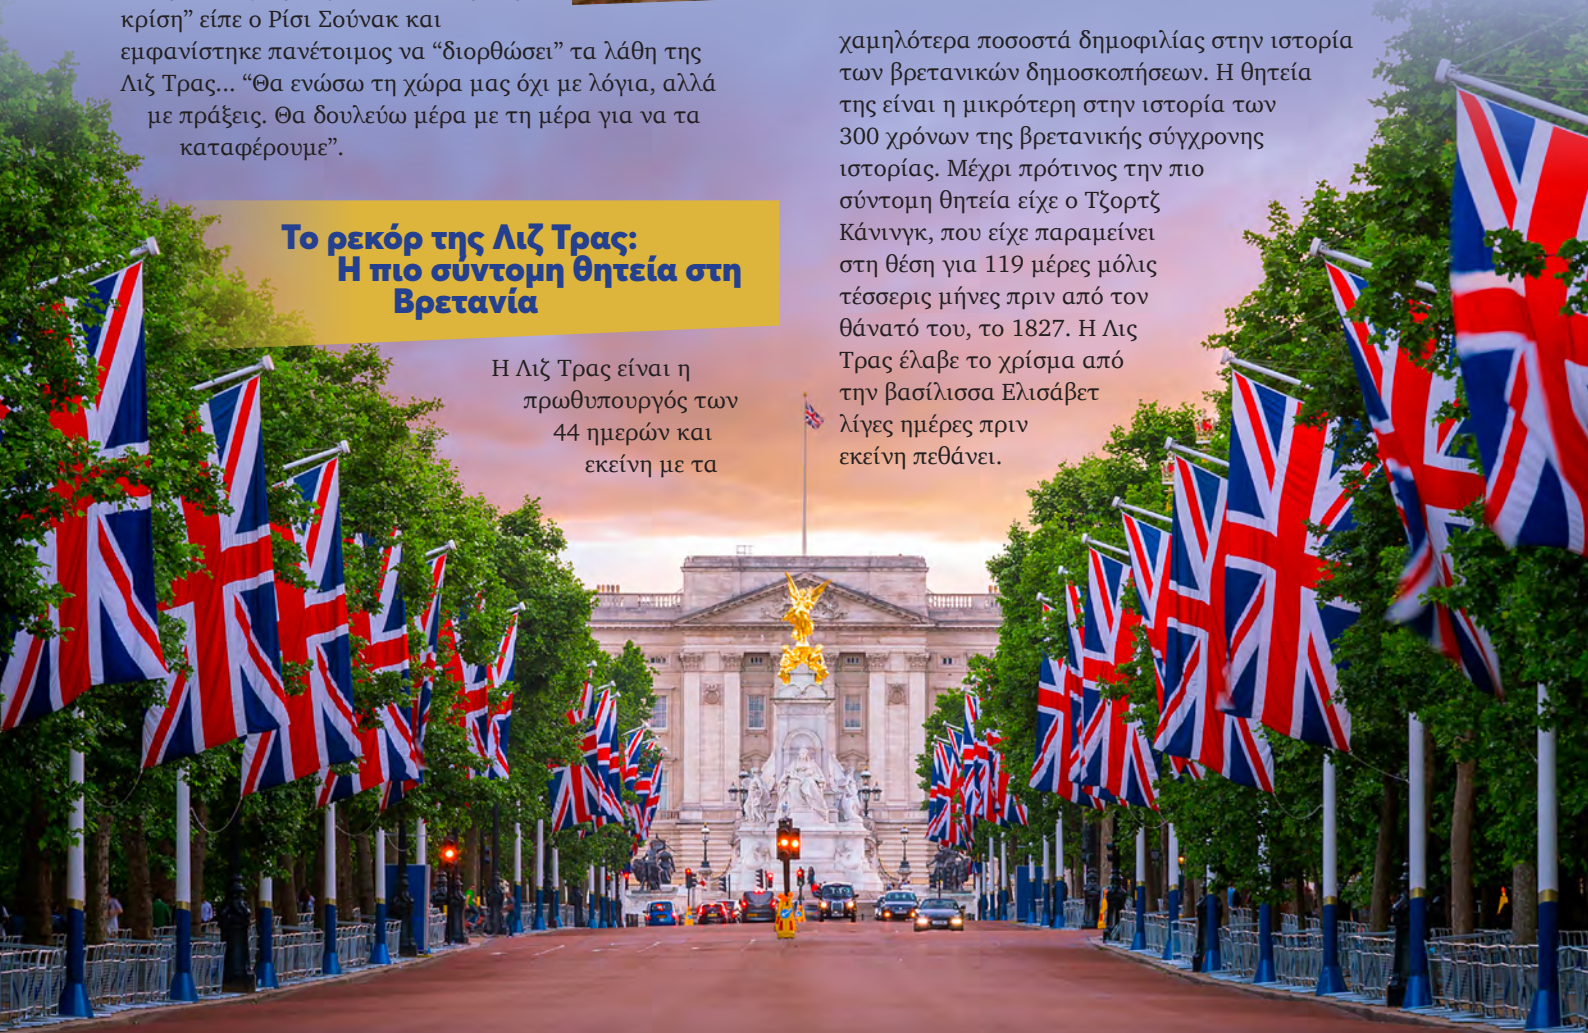 κρίση” είπε ο Ρίσι Σούνακ και
εμφανίστηκε πανέτοιμος να “διορθώσει” τα λάθη της
Λιζ Τρας... “Θα ενώσω τη χώρα μας όχι με λόγια, αλλά
με πράξεις. Θα δουλεύω μέρα με τη μέρα για να τα
καταφέρουμε”.
Το ρεκόρ της Λιζ Τρας:
Η πιο σύντομη θητεία στη
Βρετανία
Η Λιζ Τρας είναι η
πρωθυπουργός των
44 ημερών και
εκείνη με τα
χαμηλότερα ποσοστά δημοφιλίας στην ιστορία
των βρετανικών δημοσκοπήσεων. Η θητεία
της είναι η μικρότερη στην ιστορία των
300 χρόνων της βρετανικής σύγχρονης
ιστορίας. Μέχρι πρότινος την πιο
σύντομη θητεία είχε ο Τζορτζ
Κάνινγκ, που είχε παραμείνει
στη θέση για 119 μέρες μόλις
τέσσερις μήνες πριν από τον
θάνατό του, το 1827. Η Λις
Τρας έλαβε το χρίσμα από
την βασίλισσα Ελισάβετ
λίγες ημέρες πριν
εκείνη πεθάνει.